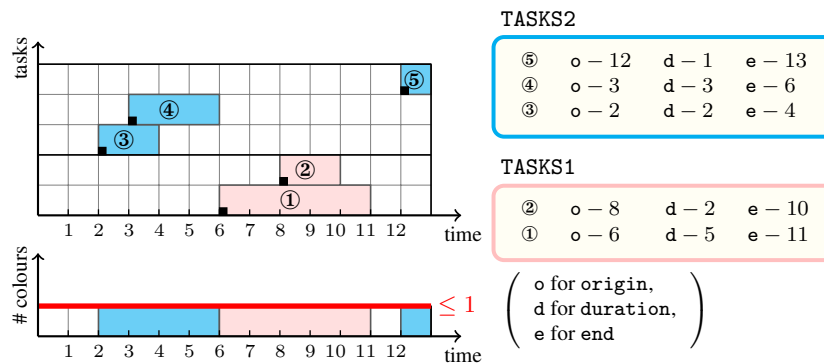 tasks
⑤
④
③
②
①
1 2 3 4 5 6 7 8 9 10 11 12
time
# colours
≤ 1
1 2 3 4 5 6 7 8 9 10 11 12
time
TASKS2
⑤ o − 12 d − 1 e − 13
④ o − 3 d − 3 e − 6
③ o − 2 d − 2 e − 4
TASKS1
② o − 8 d − 2 e − 10
① o − 6 d − 5 e − 11
( o for origin,
d for duration,
e for end )